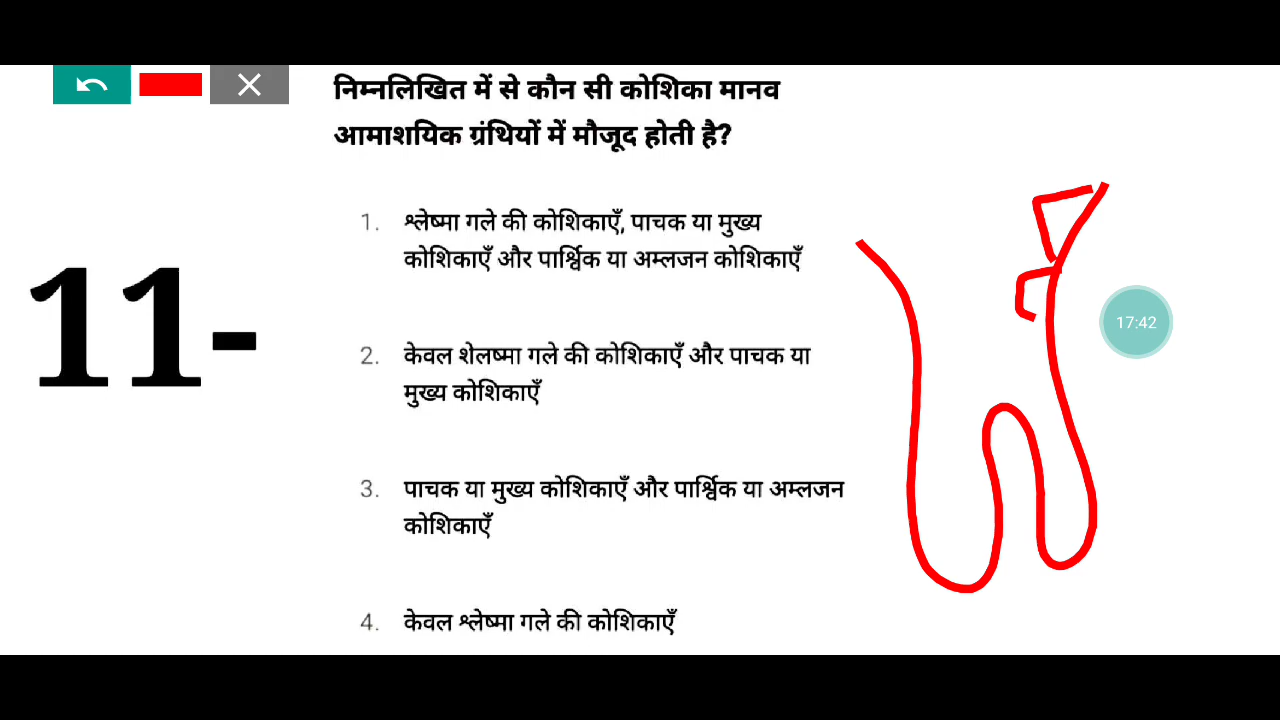 निम्नलिखित में से कौन सी कोशिका मानव
आमाशयिक ग्रंथियों में मौजूद होती है?
11-
1. श्लेष्मा गले की कोशिकाएँ, पाचक या मुख्य
कोशिकाएँ और पार्श्विक या अम्लजन कोशिकाएँ
2. केवल शेलष्मा गले की कोशिकाएँ और पाचक या
मुख्य कोशिकाएँ
3. पाचक या मुख्य कोशिकाएँ और पार्श्विक या अम्लजन
कोशिकाएँ
4. केवल श्लेष्मा गले की कोशिकाएँ
17:42